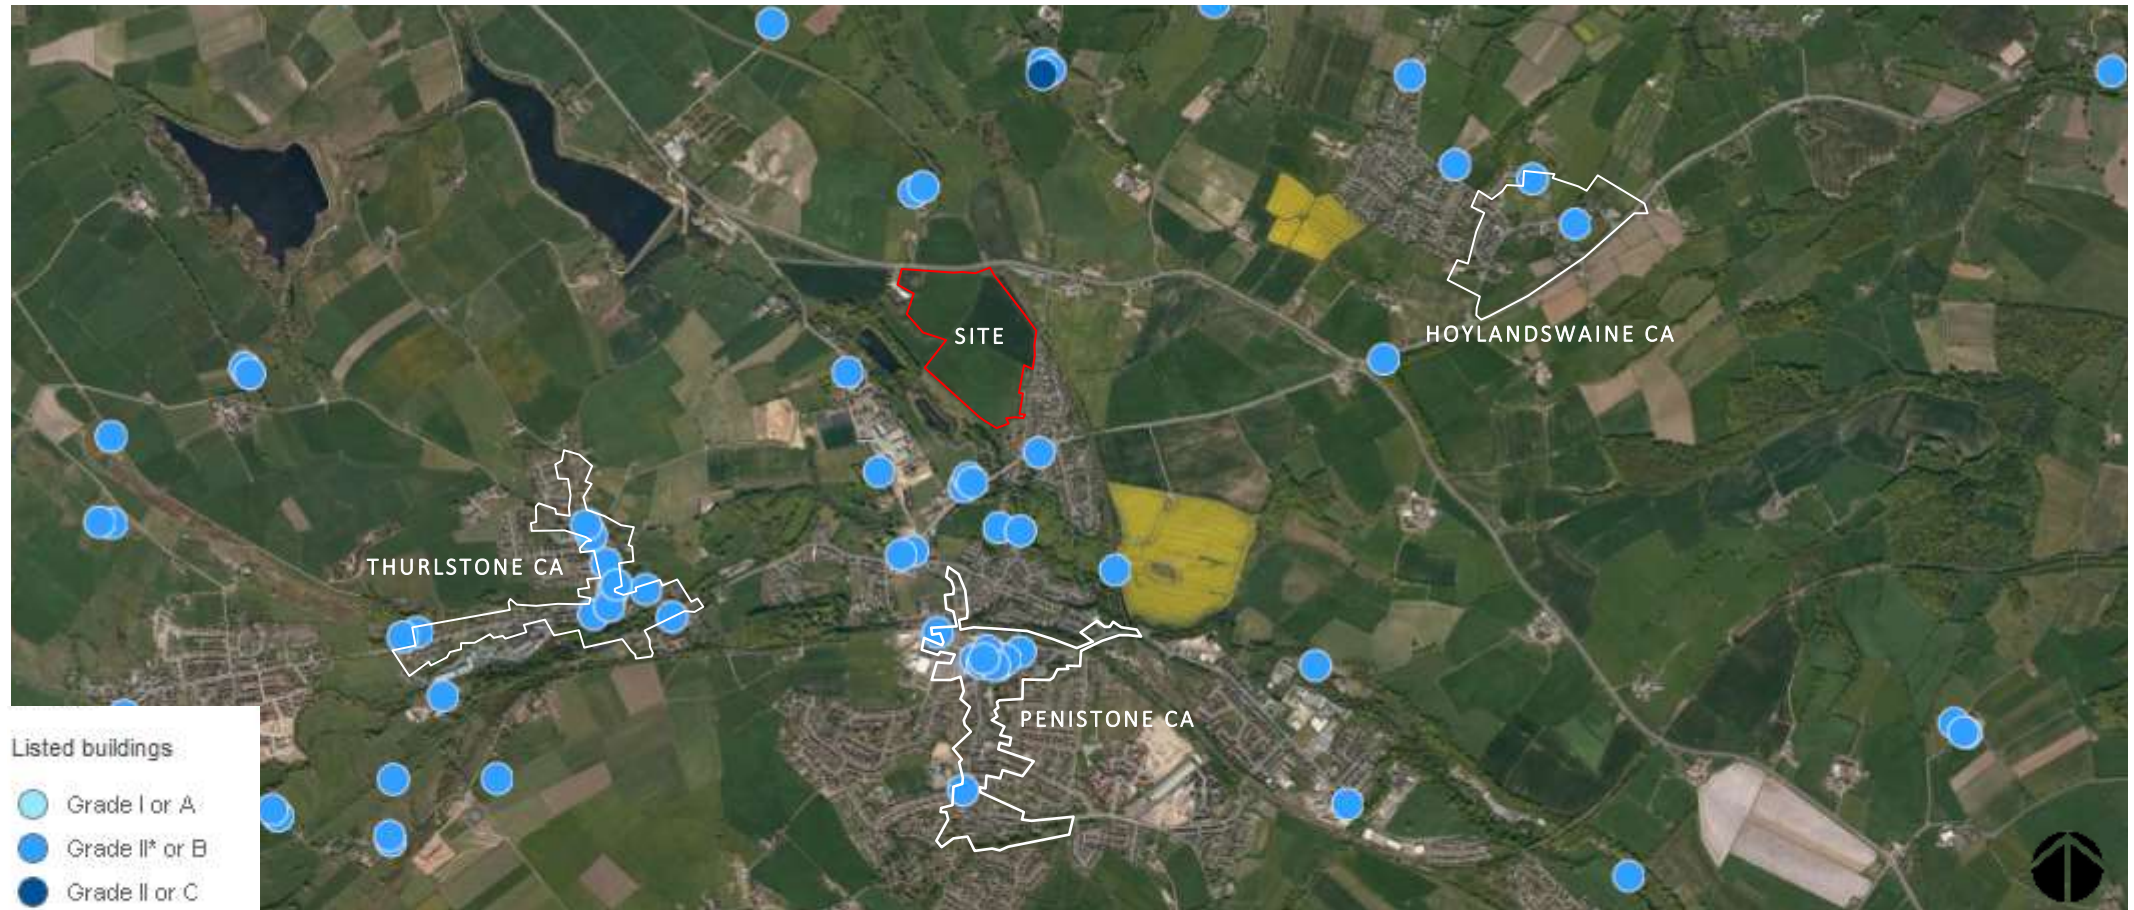 SITE
HOYLANDSWAINE CA
THURLSTONE CA
PENISTONE CA
Listed buildings
Grade I or A
Grade II* or B
Grade II or C